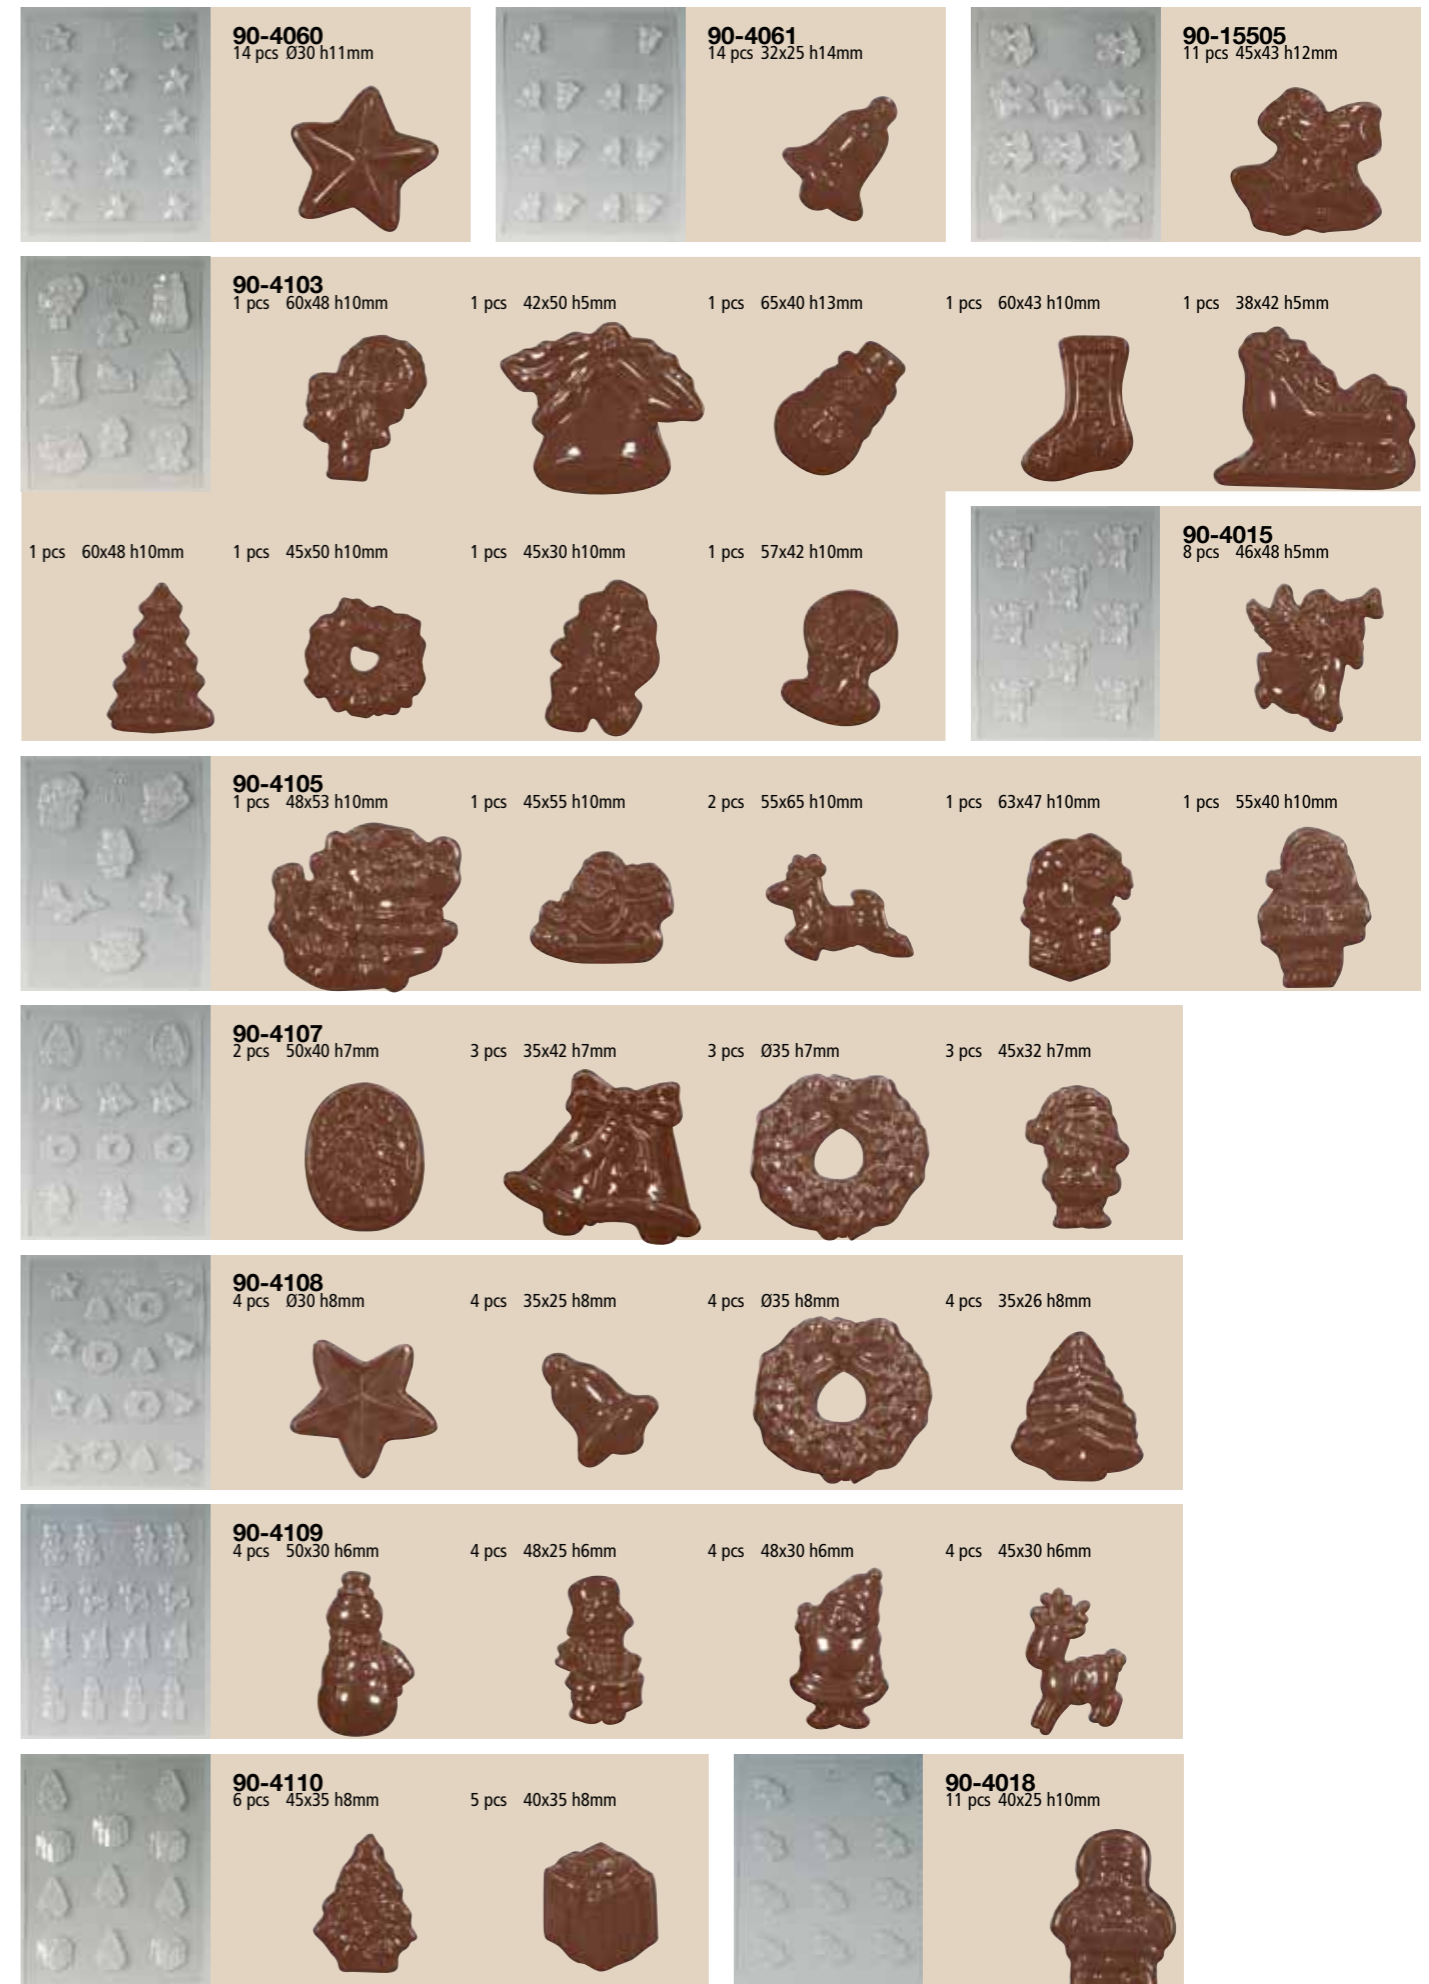 90-4060
14 pcs Ø30 h11mm
90-4061
14 pcs 32x25 h14mm
90-15505
11 pcs 45x43 h12mm
90-4103
1 pcs 60x48 h10mm
1 pcs 42x50 h5mm
1 pcs 65x40 h13mm
1 pcs 60x43 h10mm
1 pcs 38x42 h5mm
1 pcs 60x48 h10mm
1 pcs 45x50 h10mm
1 pcs 45x30 h10mm
1 pcs 57x42 h10mm
90-4015
8 pcs 46x48 h5mm
90-4105
1 pcs 48x53 h10mm
1 pcs 45x55 h10mm
2 pcs 55x65 h10mm
1 pcs 63x47 h10mm
1 pcs 55x40 h10mm
90-4107
2 pcs 50x40 h7mm
3 pcs 35x42 h7mm
3 pcs Ø35 h7mm
3 pcs 45x32 h7mm
90-4108
4 pcs Ø30 h8mm
4 pcs 35x25 h8mm
4 pcs Ø35 h8mm
4 pcs 35x26 h8mm
90-4109
4 pcs 50x30 h6mm
4 pcs 48x25 h6mm
4 pcs 48x30 h6mm
4 pcs 45x30 h6mm
90-4110
6 pcs 45x35 h8mm
5 pcs 40x35 h8mm
90-4018
11 pcs 40x25 h10mm